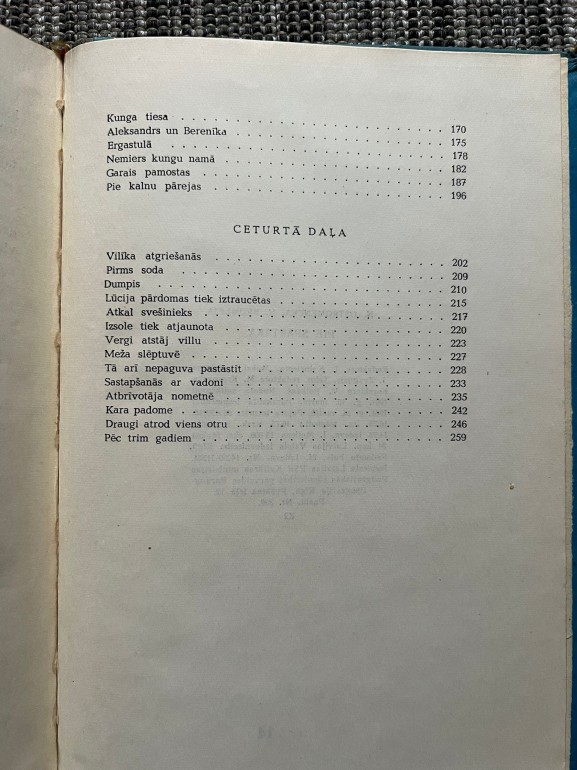 Kunga tiesa . . . . . . . . . . . . . . . . . . 170
Aleksandrs un Berenīka . . . . . . . . . . . . . . 175
Ergastulā . . . . . . . . . . . . . . . . . . 178
Nemiers kungu namā . . . . . . . . . . . . . . . 182
Garais pamostas . . . . . . . . . . . . . . . . 187
Pie kalnu pārejas . . . . . . . . . . . . . . . 196
CETURTĀ DAĻA
Vilīka atgriešanās . . . . . . . . . . . . . . . 202
Pirms soda . . . . . . . . . . . . . . . . . . 209
Dumpis . . . . . . . . . . . . . . . . . . . 210
Lūcija pārdomas tiek iztraucētas . . . . . . . . . . . 215
Atkal svešinieks . . . . . . . . . . . . . . . . 217
Izsole tiek atjaunota . . . . . . . . . . . . . . 220
Vergi atstāj villu . . . . . . . . . . . . . . . 223
Meža slēptuvē . . . . . . . . . . . . . . . . . 227
Tā arī nepaguva pastāstīt . . . . . . . . . . . . . 228
Sastapšanās ar vadoni . . . . . . . . . . . . . . 233
Atbrīvotāja nometnē . . . . . . . . . . . . . . . 235
Kara padome . . . . . . . . . . . . . . . . . 242
Draugi atrod viens otru . . . . . . . . . . . . . 246
Pēc trim gadiem . . . . . . . . . . . . . . . . 259